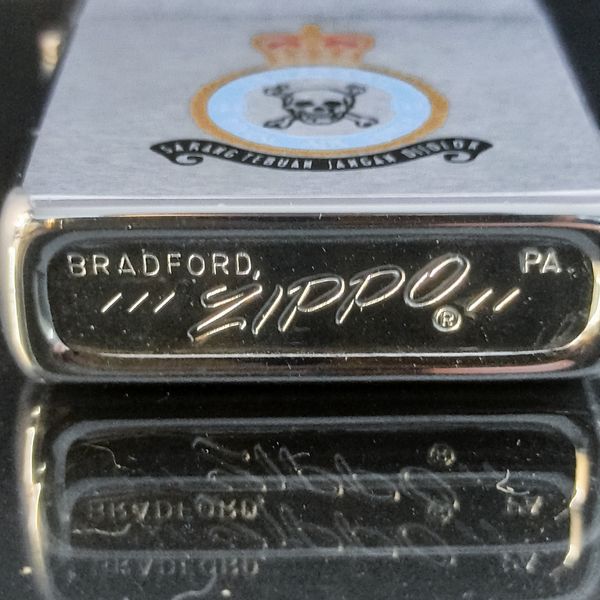 SARANG TEBUAN JANGAN DIJOLOK
BRADFORD, PA.
/// ZIPPO® //